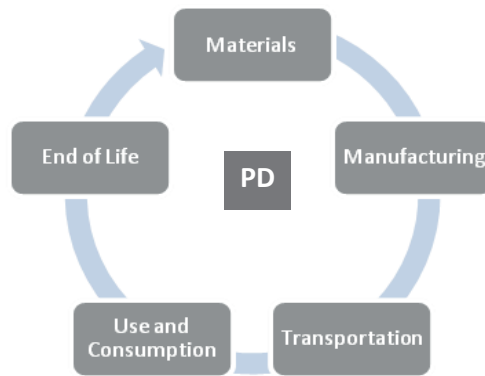 Materials
Manufacturing
Transportation
Use and
Consumption
End of Life
PD